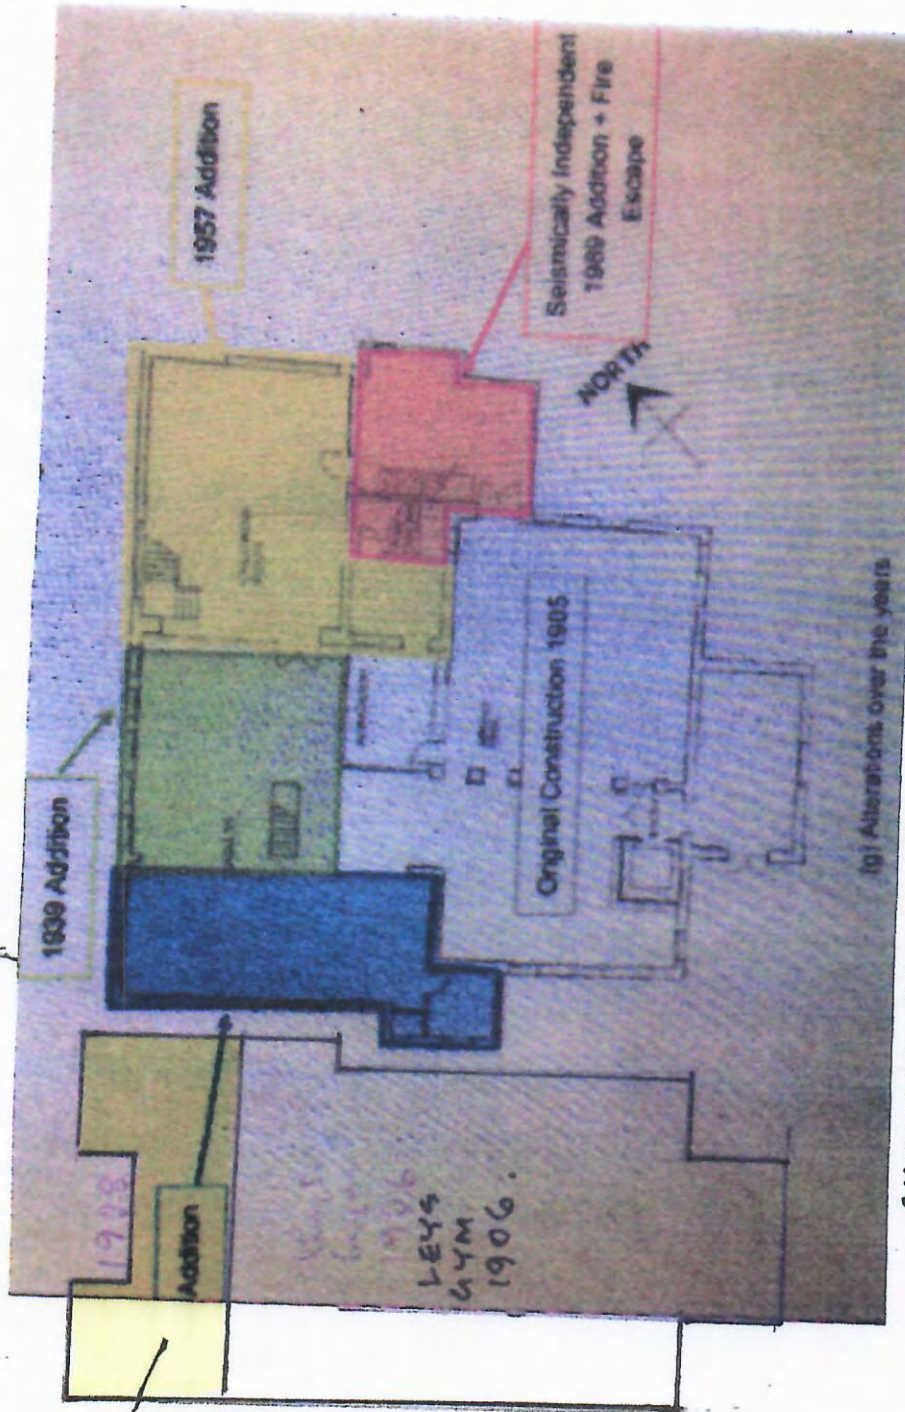 1957 Addition
Seismically Independent
1989 Addition + Fire
Escape
1939 Addition
NORTH
Original Construction 1905
1928
Addition
LEYS
GYM
1906.
(g) Alterations over the years